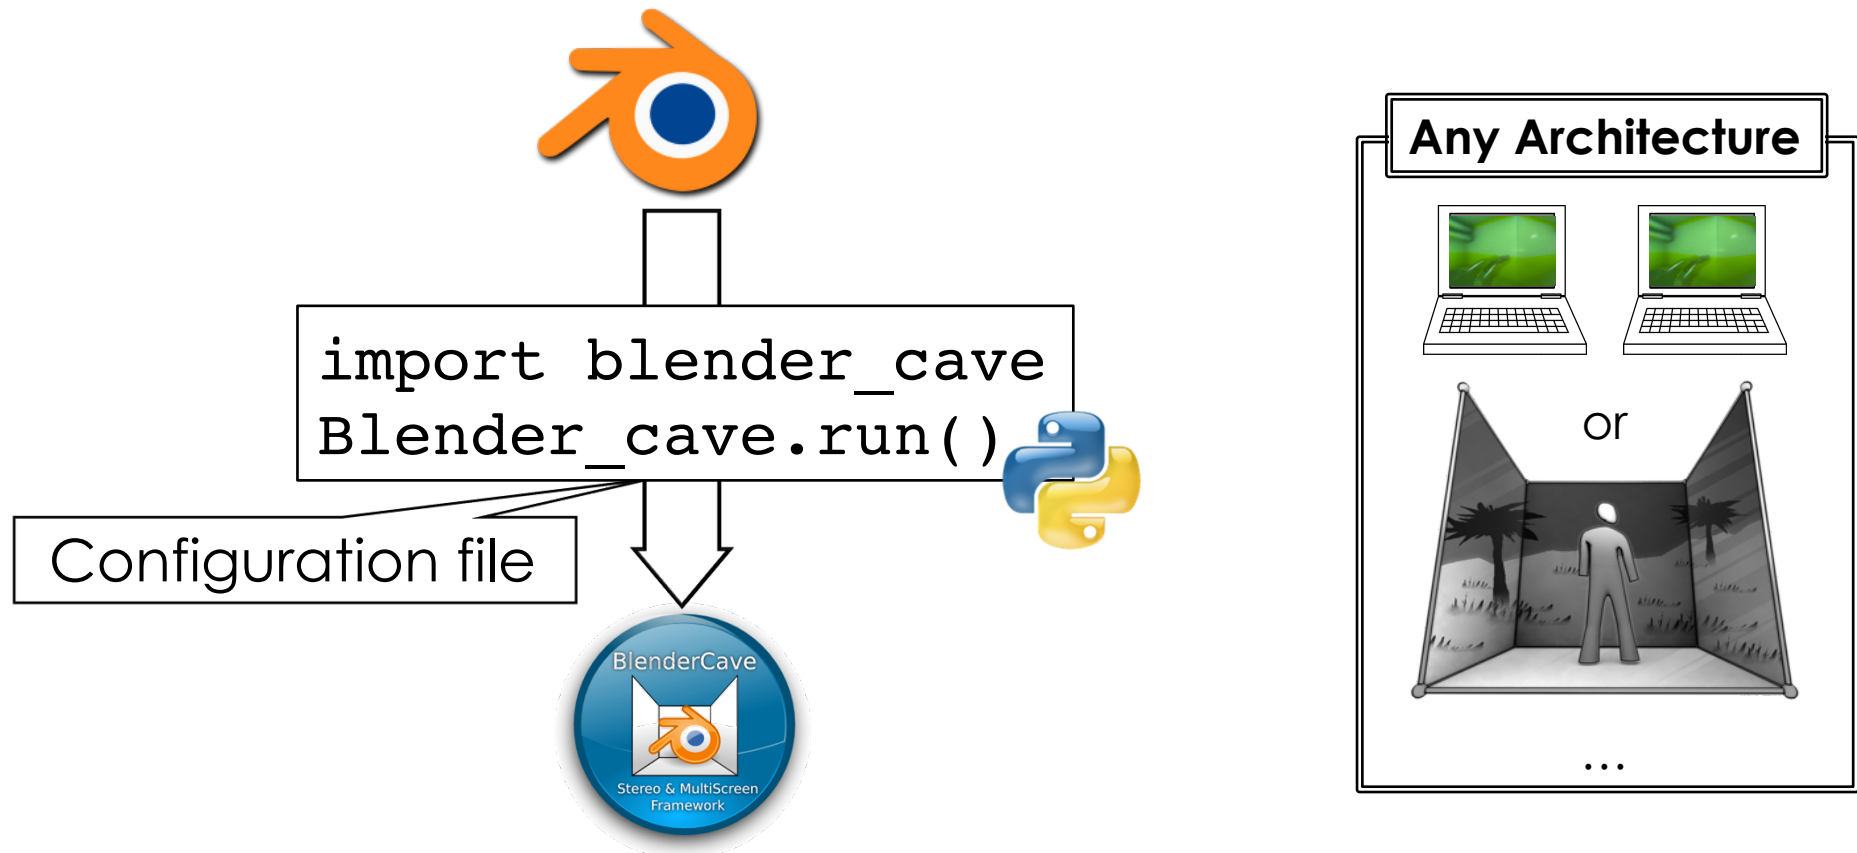 import blender_cave
Blender_cave.run()
Configuration file
BlenderCave
Stereo & MultiScreen
Framework
Any Architecture
or
...